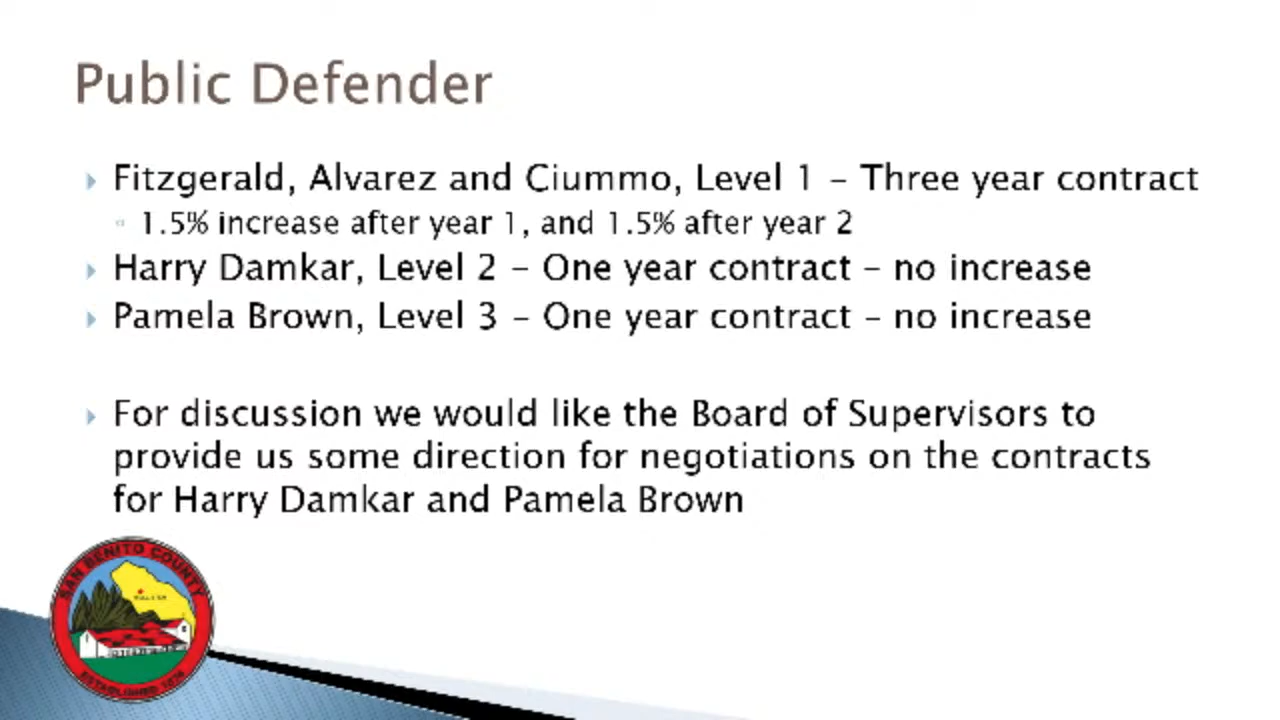 Public Defender
Fitzgerald, Alvarez and Ciummo, Level 1 – Three year contract
1.5% increase after year 1, and 1.5% after year 2
Harry Damkar, Level 2 – One year contract – no increase
Pamela Brown, Level 3 – One year contract – no increase
For discussion we would like the Board of Supervisors to
provide us some direction for negotiations on the contracts
for Harry Damkar and Pamela Brown
SAN BENITO COUNTY
ESTABLISHED 1874